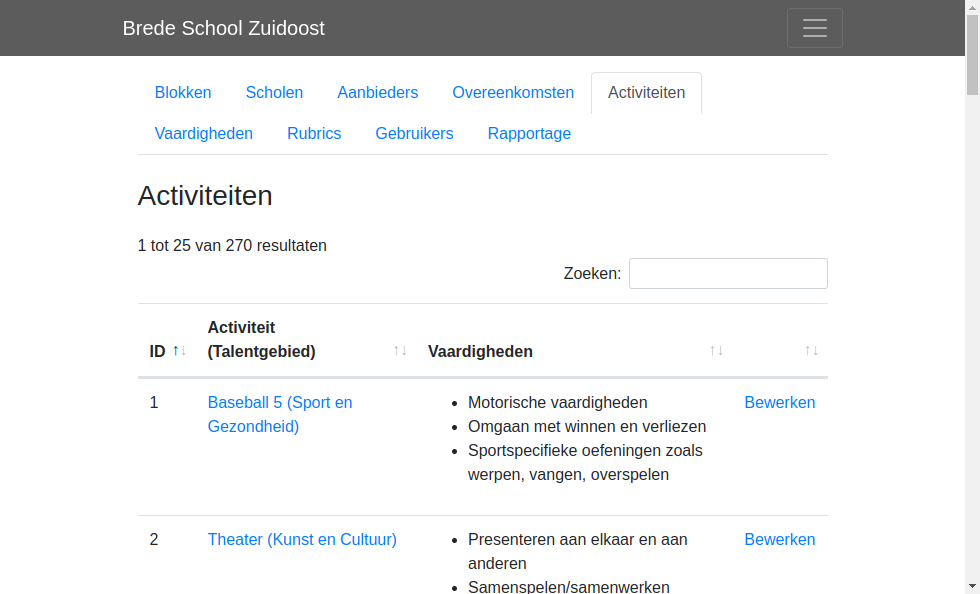 Brede School Zuidoost
Blokken Scholen Aanbieders Overeenkomsten Activiteiten
Vaardigheden Rubrics Gebruikers Rapportage
Activiteiten
1 tot 25 van 270 resultaten
Zoeken:
ID ↑↓ Activiteit
(Talentgebied) ↑↓ Vaardigheden ↑↓ ↑↓
1 Baseball 5 (Sport en
Gezondheid)
• Motorische vaardigheden
• Omgaan met winnen en verliezen
• Sportspecifieke oefeningen zoals
werpen, vangen, overspelen
Bewerken
2 Theater (Kunst en Cultuur)
• Presenteren aan elkaar en aan
anderen
• Samenspelen/samenwerken
Bewerken